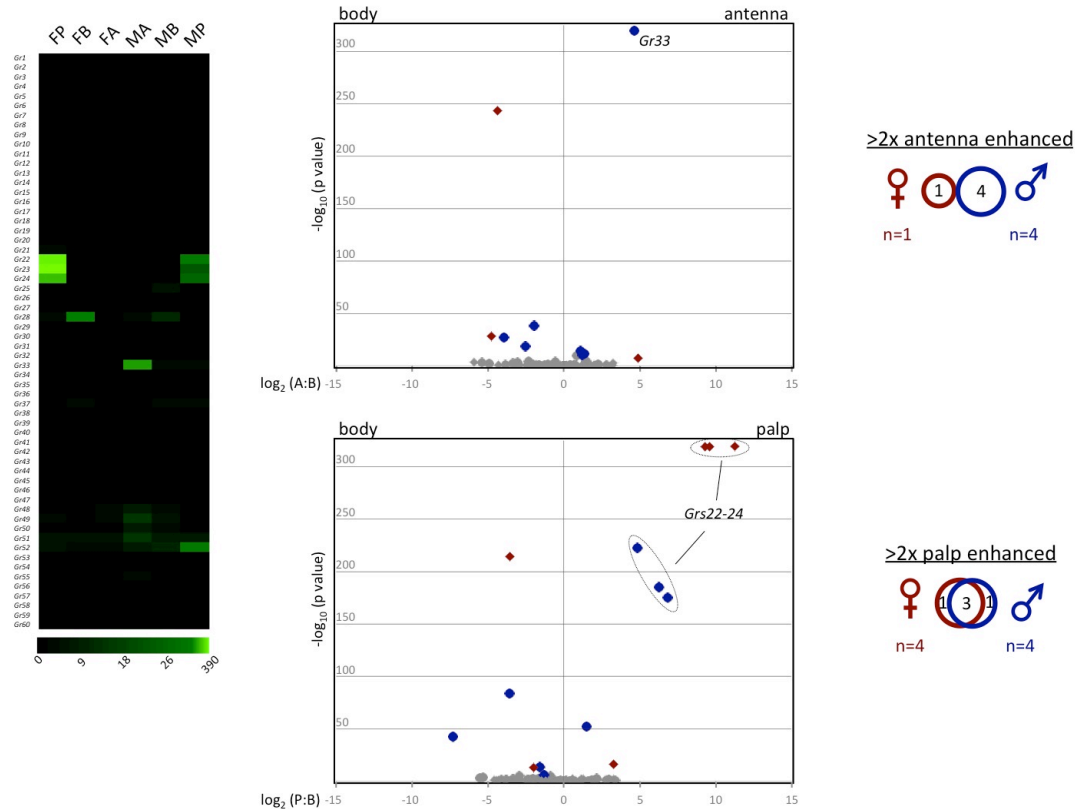 FP FB FA MA MB MP
Gr1
Gr2
Gr3
Gr4
Gr5
Gr6
Gr7
Gr8
Gr9
Gr10
Gr11
Gr12
Gr13
Gr14
Gr15
Gr16
Gr17
Gr18
Gr19
Gr20
Gr21
Gr22
Gr23
Gr24
Gr25
Gr26
Gr27
Gr28
Gr29
Gr30
Gr31
Gr32
Gr33
Gr34
Gr35
Gr36
Gr37
Gr38
Gr39
Gr40
Gr41
Gr42
Gr43
Gr44
Gr45
Gr46
Gr47
Gr48
Gr49
Gr50
Gr51
Gr52
Gr53
Gr54
Gr55
Gr56
Gr57
Gr58
Gr59
Gr60
0 9 18 26 390
body antenna
300
250
200
150
100
50
-log10 (p value)
Gr33
log2 (A:B) -15 -10 -5 0 5 10 15
body palp
300
250
200
150
100
50
-log10 (p value)
Grs22-24
log2 (P:B) -15 -10 -5 0 5 10 15
>2x antenna enhanced
♀ 1 4 ♂
n=1 n=4
>2x palp enhanced
♀ 1 3 1 ♂
n=4 n=4